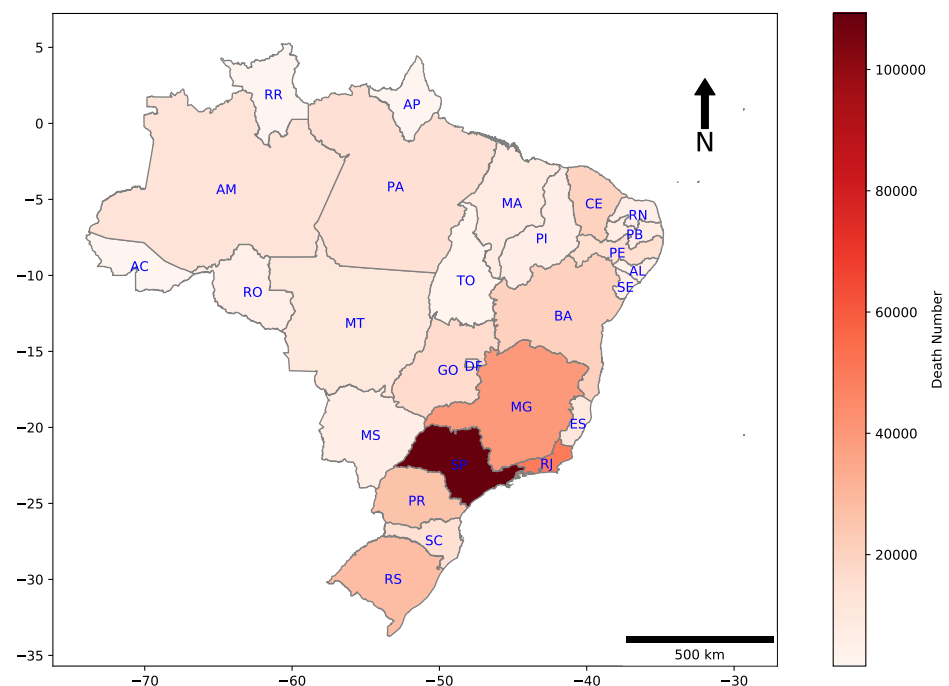 5
0
−5
−10
−15
−20
−25
−30
−35
−70
−60
−50
−40
−30
RR
AP
AM
PA
MA
CE
RN
PI
PB
PE
AC
AL
TO
SE
RO
BA
MT
GO
DF
MG
MS
ES
SP
RJ
PR
SC
RS
N
500 km
100000
80000
60000
40000
20000
Death Number